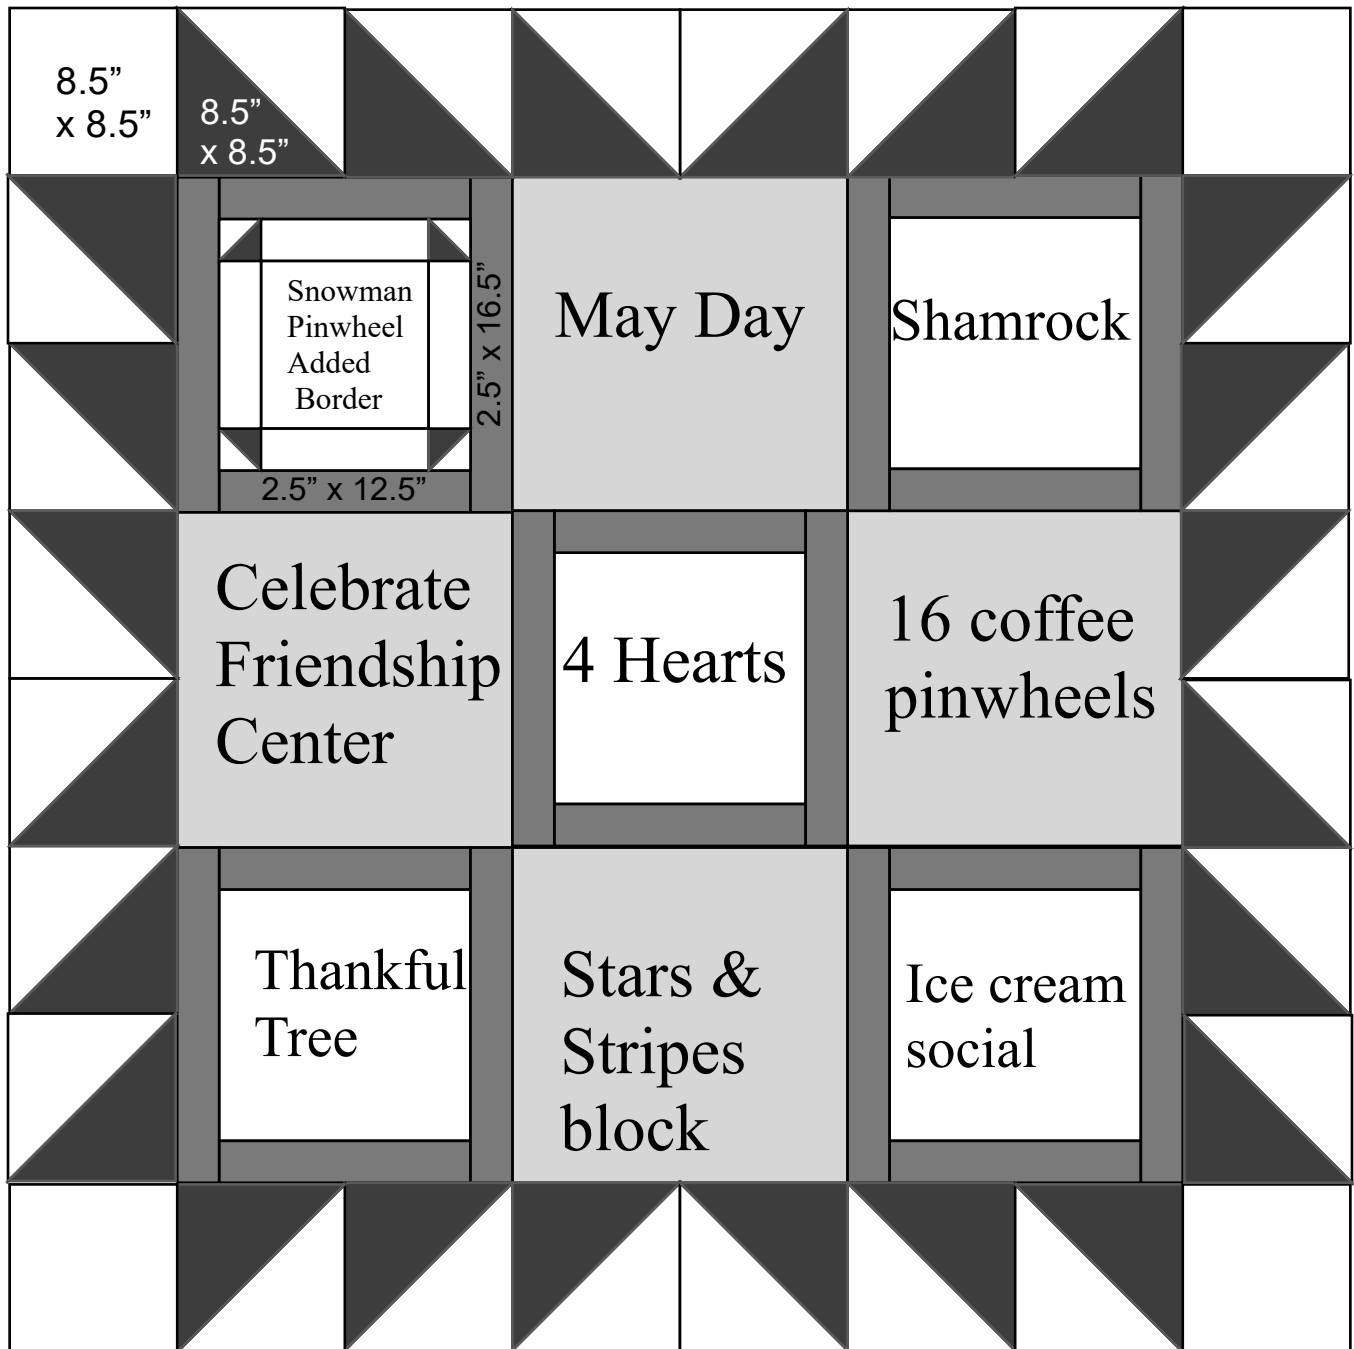 8.5”
x 8.5”
8.5”
x 8.5”
Snowman
Pinwheel
Added
Border
2.5” x 16.5”
2.5” x 12.5”
May Day
Shamrock
Celebrate
Friendship
Center
4 Hearts
16 coffee
pinwheels
Thankful
Tree
Stars &
Stripes
block
Ice cream
social